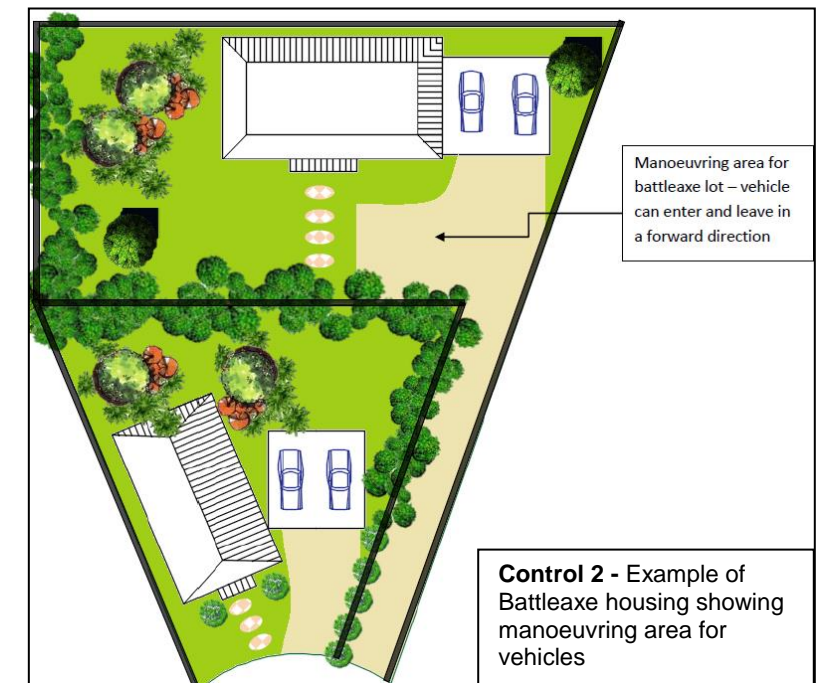 Manoeuvring area for
battleaxe lot – vehicle
can enter and leave in
a forward direction
Control 2 - Example of
Battleaxe housing showing
manoeuvring area for
vehicles